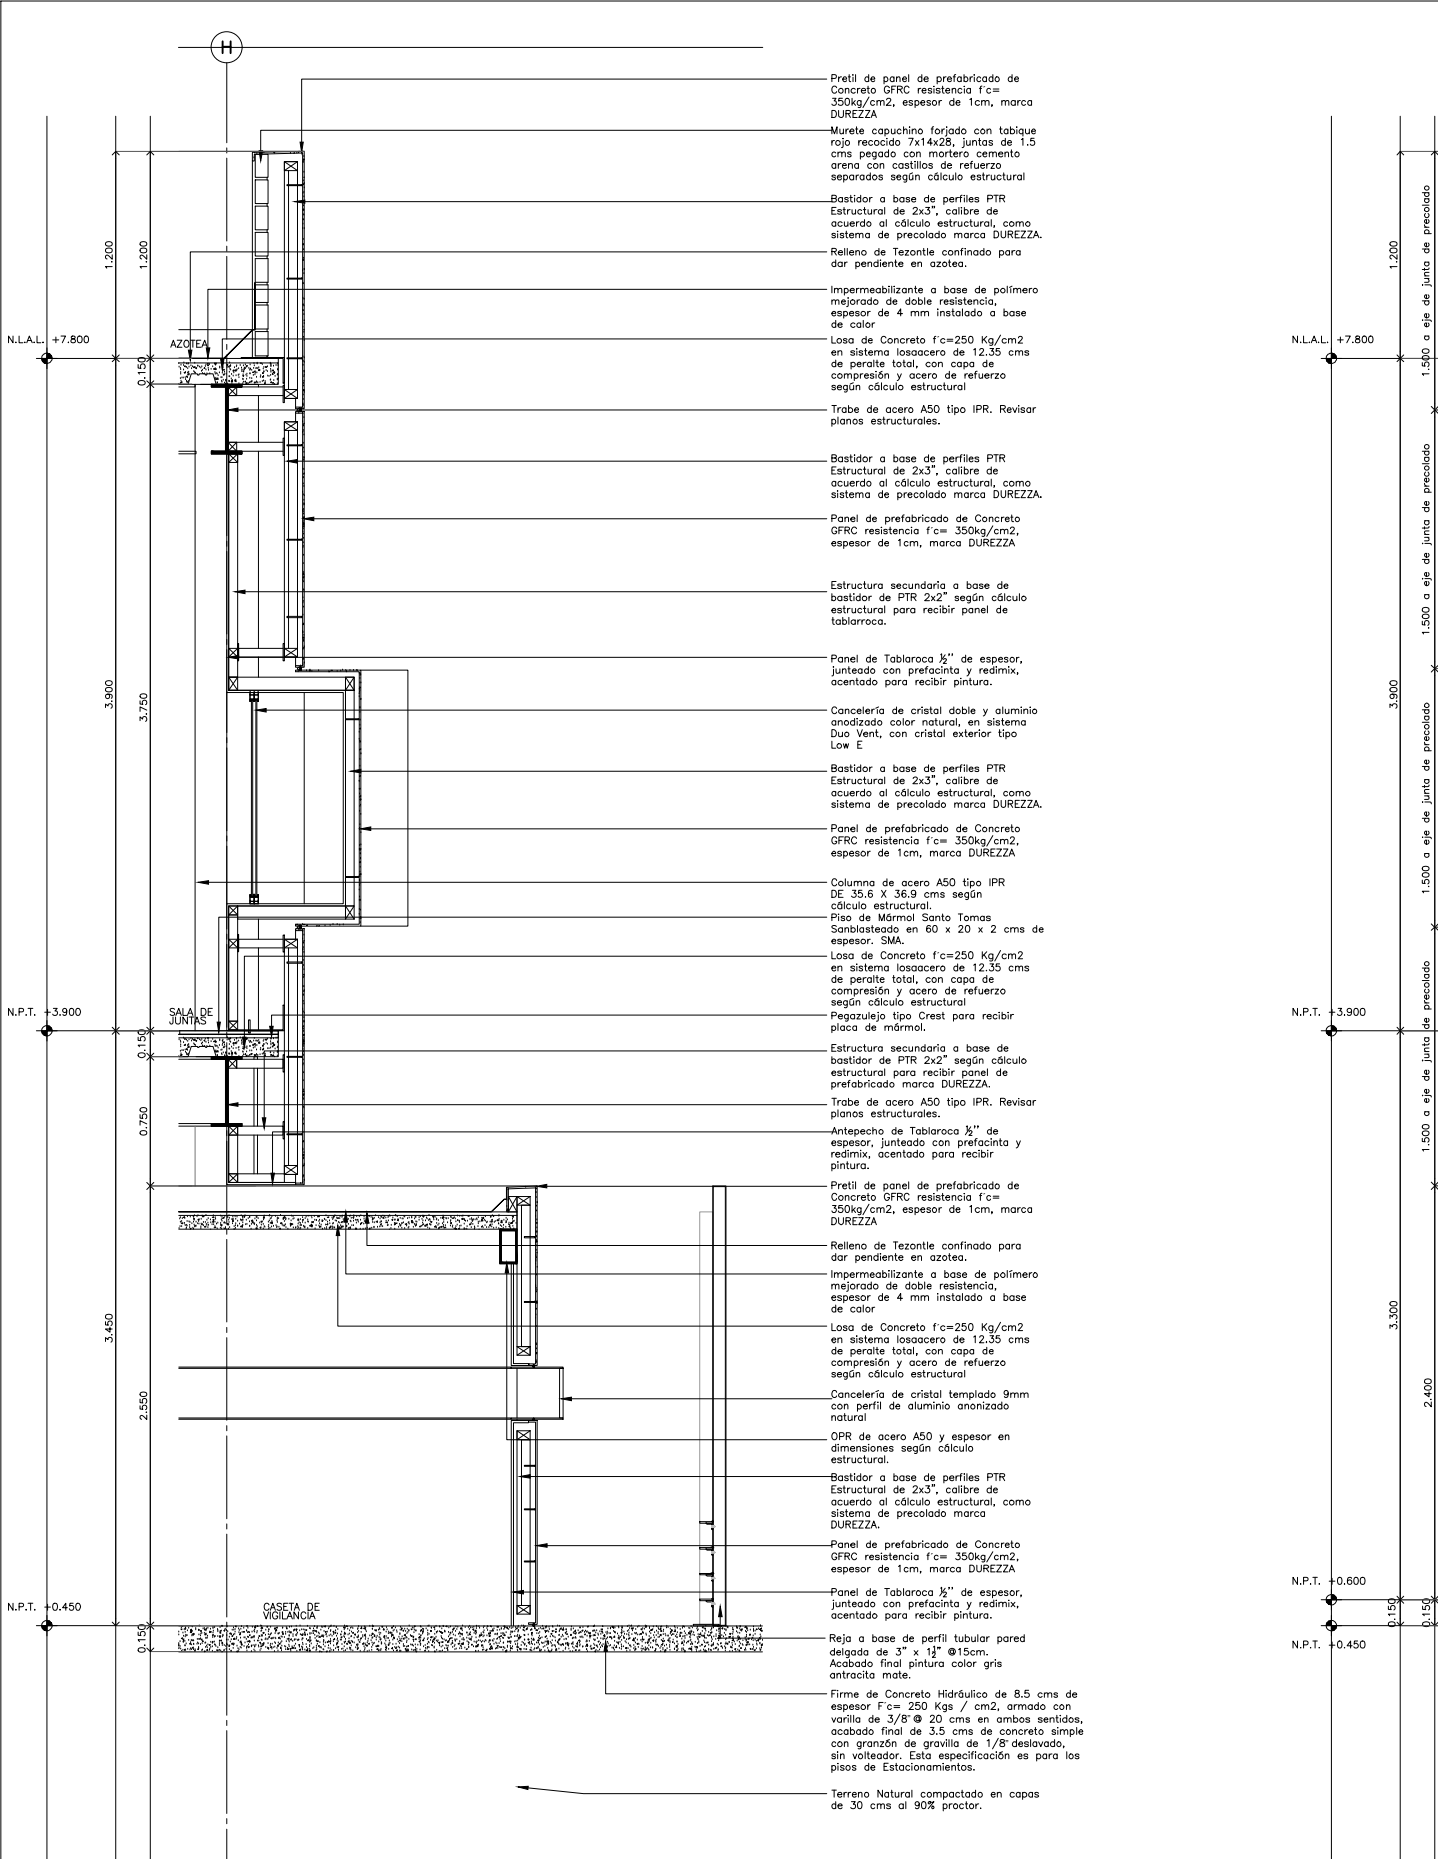 H
Pretil de panel de prefabricado de
Concreto GFRC resistencia f'c=
350kg/cm2, espesor de 1cm, marca
DUREZZA
Murete capuchino forjado con tabique
rojo recocido 7x14x28, juntas de 1.5
cms pegado con mortero cemento
arena con castillos de refuerzo
separados según cálculo estructural
Bastidor a base de perfiles PTR
Estructural de 2x3", calibre de
acuerdo al cálculo estructural, como
sistema de precolado marca DUREZZA.
Relleno de Tezontle confinado para
dar pendiente en azotea.
Impermeabilizante a base de polímero
mejorado de doble resistencia,
espesor de 4 mm instalado a base
de calor
Losa de Concreto f'c=250 Kg/cm2
en sistema losaacero de 12.35 cms
de peralte total, con capa de
compresión y acero de refuerzo
según cálculo estructural
Trabe de acero A50 tipo IPR. Revisar
planos estructurales.
Bastidor a base de perfiles PTR
Estructural de 2x3", calibre de
acuerdo al cálculo estructural, como
sistema de precolado marca DUREZZA.
Panel de prefabricado de Concreto
GFRC resistencia f'c= 350kg/cm2,
espesor de 1cm, marca DUREZZA
Estructura secundaria a base de
bastidor de PTR 2x2" según cálculo
estructural para recibir panel de
tablarroca.
Panel de Tablaroca ½'' de espesor,
junteado con prefacinta y redimix,
acentado para recibir pintura.
Cancelería de cristal doble y aluminio
anodizado color natural, en sistema
Duo Vent, con cristal exterior tipo
Low E
Bastidor a base de perfiles PTR
Estructural de 2x3", calibre de
acuerdo al cálculo estructural, como
sistema de precolado marca DUREZZA.
Panel de prefabricado de Concreto
GFRC resistencia f'c= 350kg/cm2,
espesor de 1cm, marca DUREZZA
Columna de acero A50 tipo IPR
DE 35.6 X 36.9 cms según
cálculo estructural.
Piso de Mármol Santo Tomas
Sanblasteado en 60 x 20 x 2 cms de
espesor. SMA.
Losa de Concreto f'c=250 Kg/cm2
en sistema losaacero de 12.35 cms
de peralte total, con capa de
compresión y acero de refuerzo
según cálculo estructural
Pegazulejo tipo Crest para recibir
placa de mármol.
Estructura secundaria a base de
bastidor de PTR 2x2" según cálculo
estructural para recibir panel de
prefabricado marca DUREZZA.
Trabe de acero A50 tipo IPR. Revisar
planos estructurales.
Antepecho de Tablaroca ½'' de
espesor, junteado con prefacinta y
redimix, acentado para recibir
pintura.
Pretil de panel de prefabricado de
Concreto GFRC resistencia f'c=
350kg/cm2, espesor de 1cm, marca
DUREZZA
Relleno de Tezontle confinado para
dar pendiente en azotea.
Impermeabilizante a base de polímero
mejorado de doble resistencia,
espesor de 4 mm instalado a base
de calor
Losa de Concreto f'c=250 Kg/cm2
en sistema losaacero de 12.35 cms
de peralte total, con capa de
compresión y acero de refuerzo
según cálculo estructural
Cancelería de cristal templado 9mm
con perfil de aluminio anonizado
natural
OPR de acero A50 y espesor en
dimensiones según cálculo
estructural.
Bastidor a base de perfiles PTR
Estructural de 2x3", calibre de
acuerdo al cálculo estructural, como
sistema de precolado marca
DUREZZA.
Panel de prefabricado de Concreto
GFRC resistencia f'c= 350kg/cm2,
espesor de 1cm, marca DUREZZA
Panel de Tablaroca ½'' de espesor,
junteado con prefacinta y redimix,
acentado para recibir pintura.
Reja a base de perfil tubular pared
delgada de 3" x 1½" @15cm.
Acabado final pintura color gris
antracita mate.
Firme de Concreto Hidráulico de 8.5 cms de
espesor F'c= 250 Kgs / cm2, armado con
varilla de 3/8" @ 20 cms en ambos sentidos,
acabado final de 3.5 cms de concreto simple
con granzón de gravilla de 1/8" deslavado,
sin volteador. Esta especificación es para los
pisos de Estacionamientos.
Terreno Natural compactado en capas
de 30 cms al 90% proctor.
N.L.A.L. +7.800
N.P.T. +3.900
N.P.T. +0.450
1.200
3.900
3.450
1.200
0.150
3.750
0.150
0.750
2.550
0.150
AZOTEA
SALA DE
JUNTAS
CASETA DE
VIGILANCIA
N.L.A.L. +7.800
N.P.T. +3.900
N.P.T. +0.600
N.P.T. +0.450
1.200
3.900
3.300
0.150
1.500 a eje de junta de precolado
1.500 a eje de junta de precolado
1.500 a eje de junta de precolado
1.500 a eje de junta de precolado
2.400
0.150